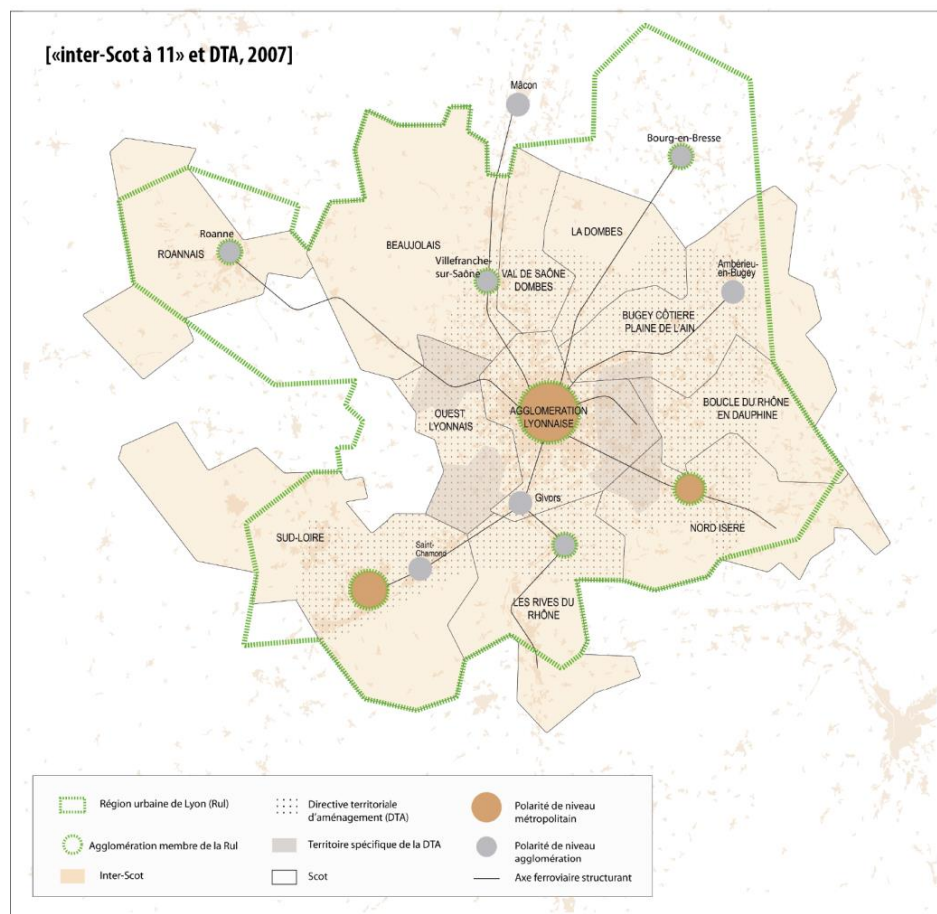 [«inter-Scot à 11» et DTA, 2007]
Mâcon
Bourg-en-Bresse
Roanne
ROANNAIS
BEAUJOLAIS
LA DOMBES
Villefranche-
sur-Saône
VAL DE SAÔNE
DOMBES
Ambérieu-
en-Bugey
BUGEY CÔTIERE
PLAINE DE L'AIN
BOUCLE DU RHÔNE
EN DAUPHINE
AGGLOMERATION
LYONNAISE
OUEST
LYONNAIS
Givors
NORD ISERE
SUD-LOIRE
Saint-
Chamond
LES RIVES DU
RHÔNE
Région urbaine de Lyon (Rul)
Agglomération membre de la Rul
Inter-Scot
Directive territoriale
d'aménagement (DTA)
Territoire spécifique de la DTA
Scot
Polarité de niveau
métropolitain
Polarité de niveau
agglomération
Axe ferroviaire structurant